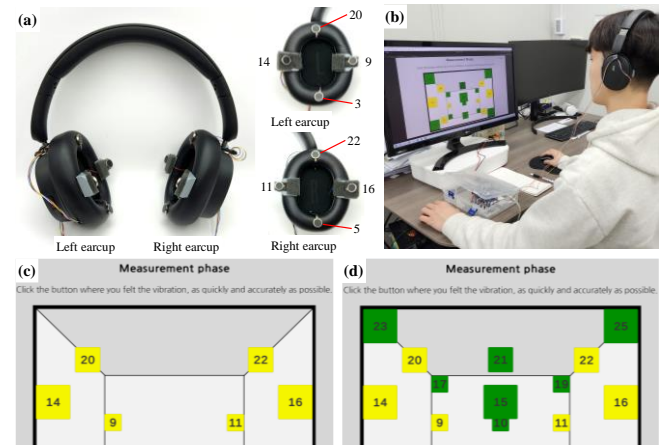 (a)
20
14
9
3
Left earcup
22
11
16
5
Left earcup
Right earcup
Right earcup
(b)
Measurement Phase
(c)
Measurement phase
Click the button where you felt the vibration, as quickly and accurately as possible.
20
22
14
16
9
11
(d)
Measurement phase
Click the button where you felt the vibration, as quickly and accurately as possible.
23
25
20
21
22
17
19
14
15
16
9
10
11